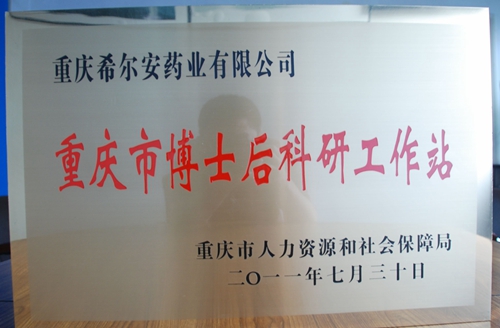 重庆希尔安药业有限公司
重庆市博士后科研工作站
重庆市人力资源和社会保障局
二〇一一年七月三十日